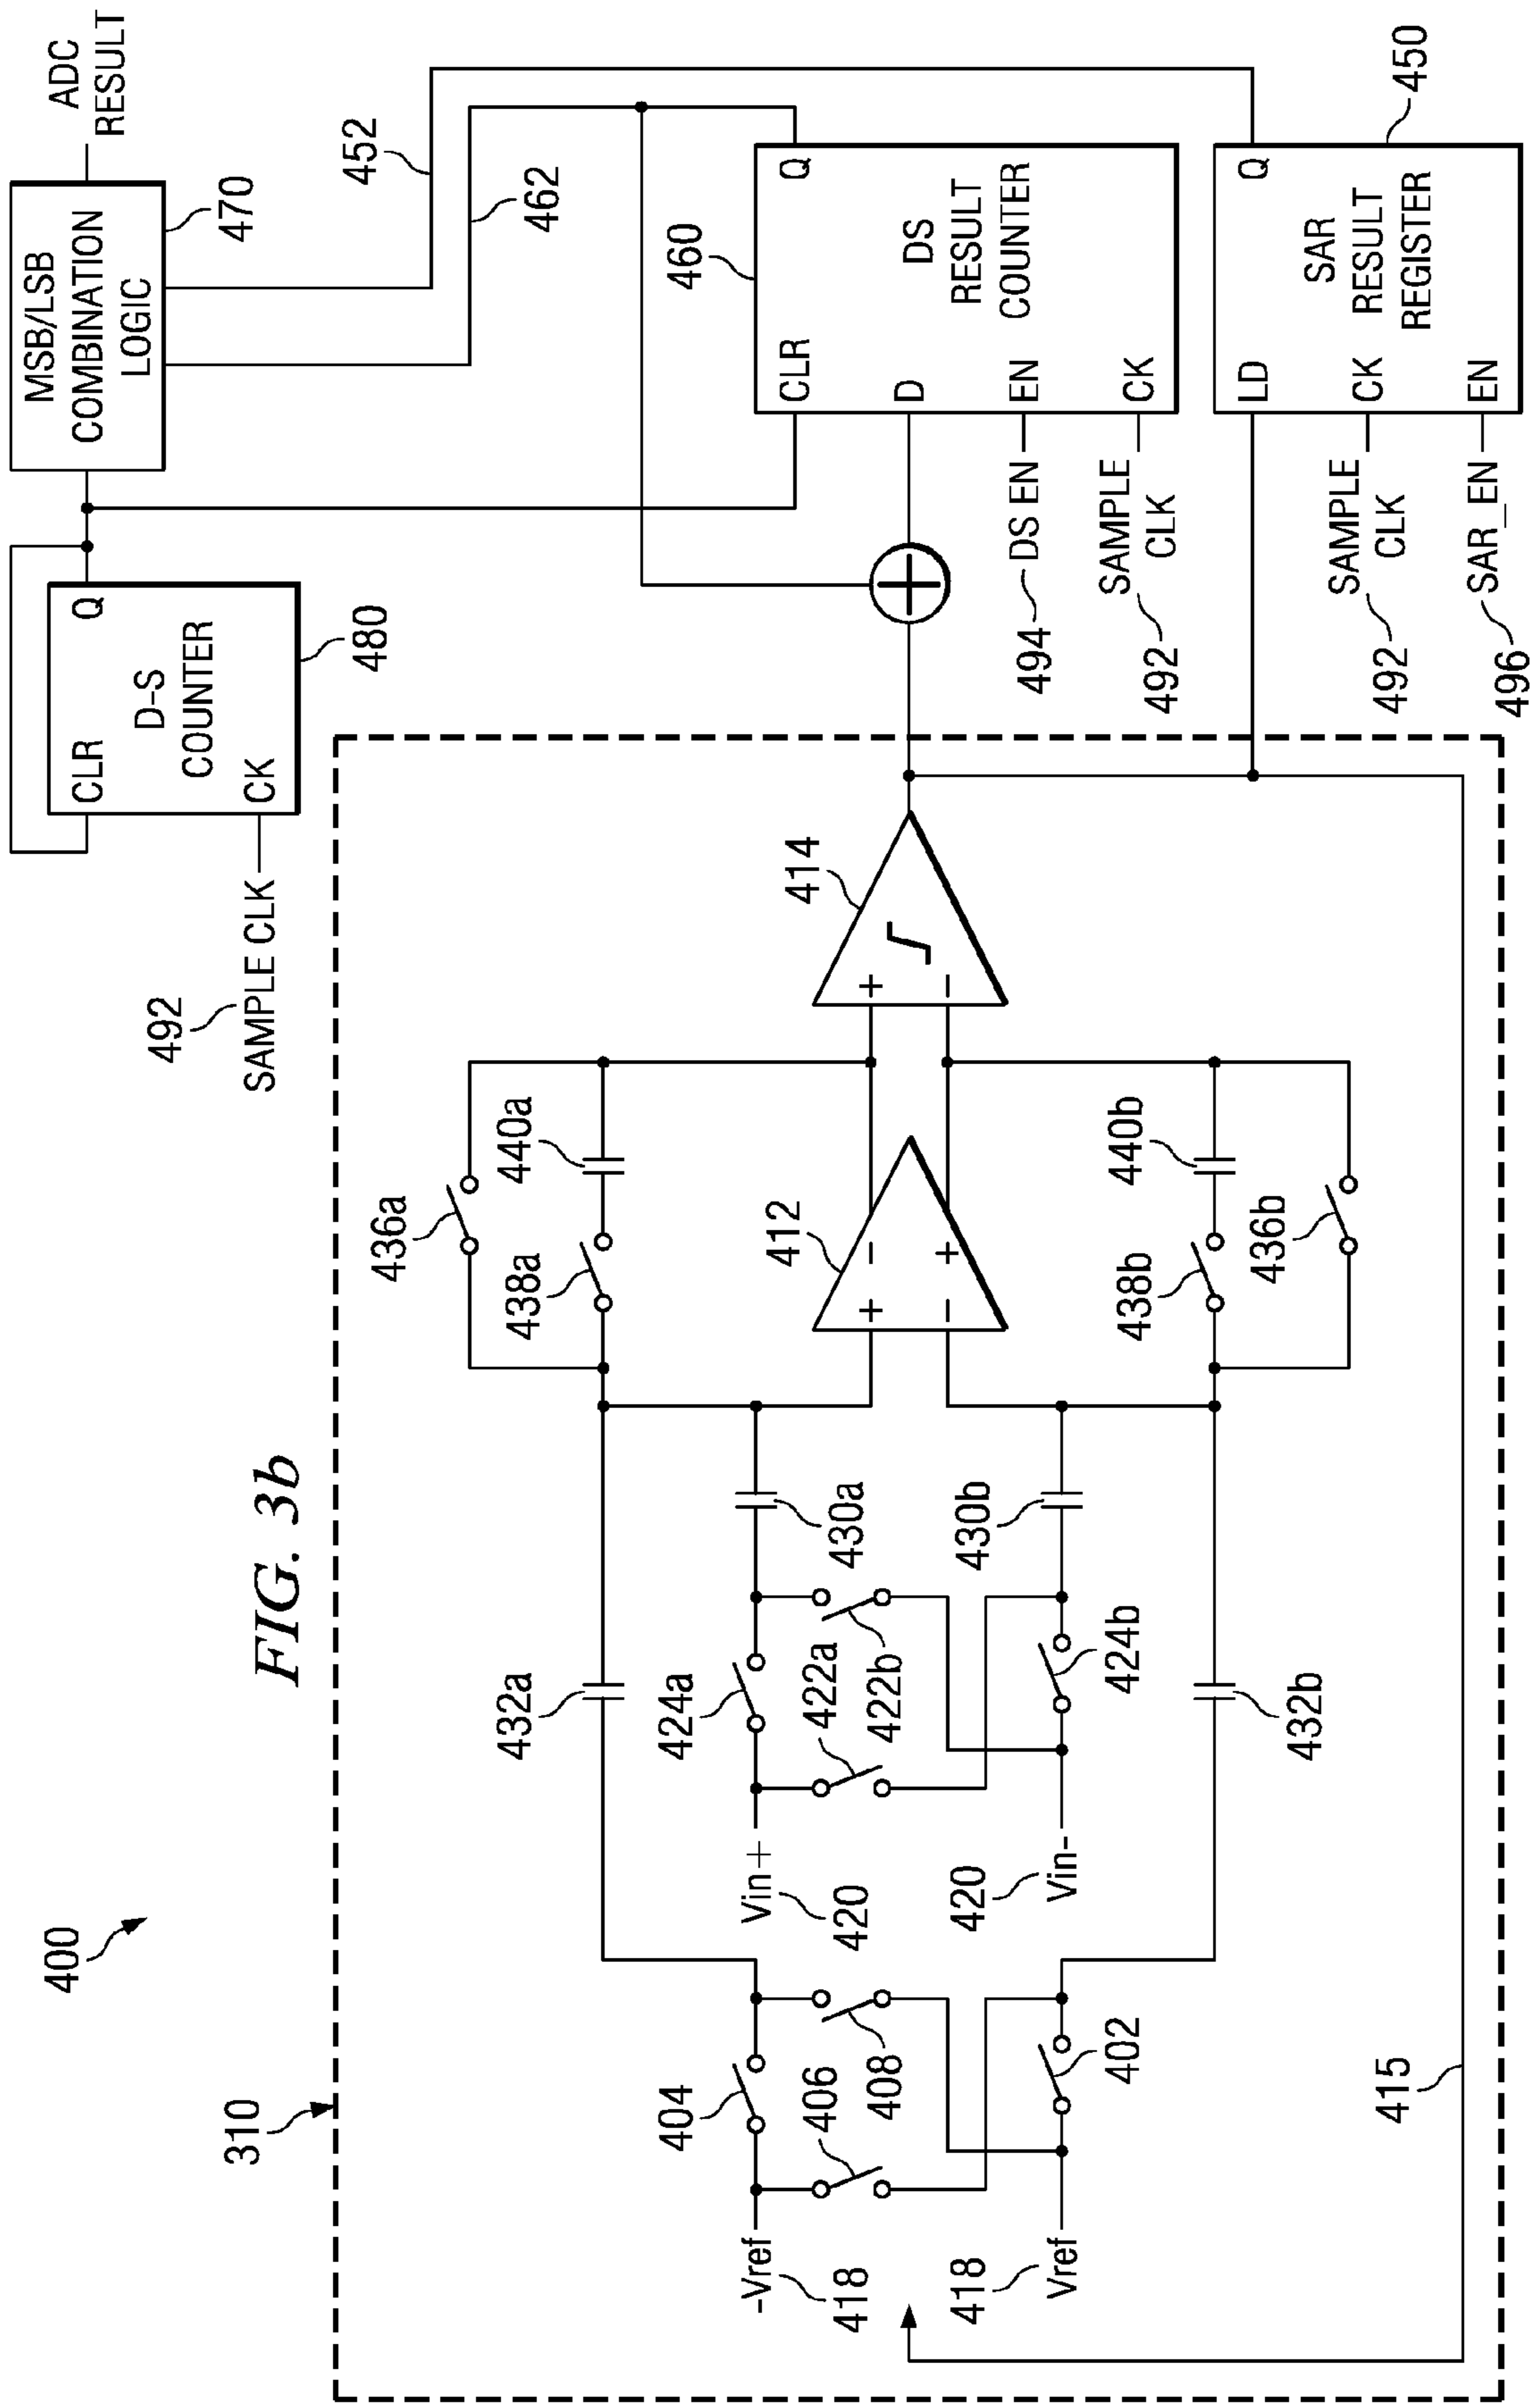 FIG. 3b
400
310
ADC
RESULT
MSB/LSB
COMBINATION
LOGIC
470
D-S
COUNTER
CLR
Q
CK
480
492
SAMPLE CLK
452
462
460
DS
RESULT
COUNTER
CLR
D
EN
CK
Q
494
DS EN
492
SAMPLE
CLK
450
SAR
RESULT
REGISTER
LD
CK
EN
Q
492
SAMPLE
CLK
496
SAR_EN
414
+
-
412
+
-
-
+
436a
438a
440a
440b
438b
436b
432a
424a
422a
422b
430a
430b
424b
432b
Vin+
420
420
Vin-
404
406
408
402
-Vref
418
418
Vref
415